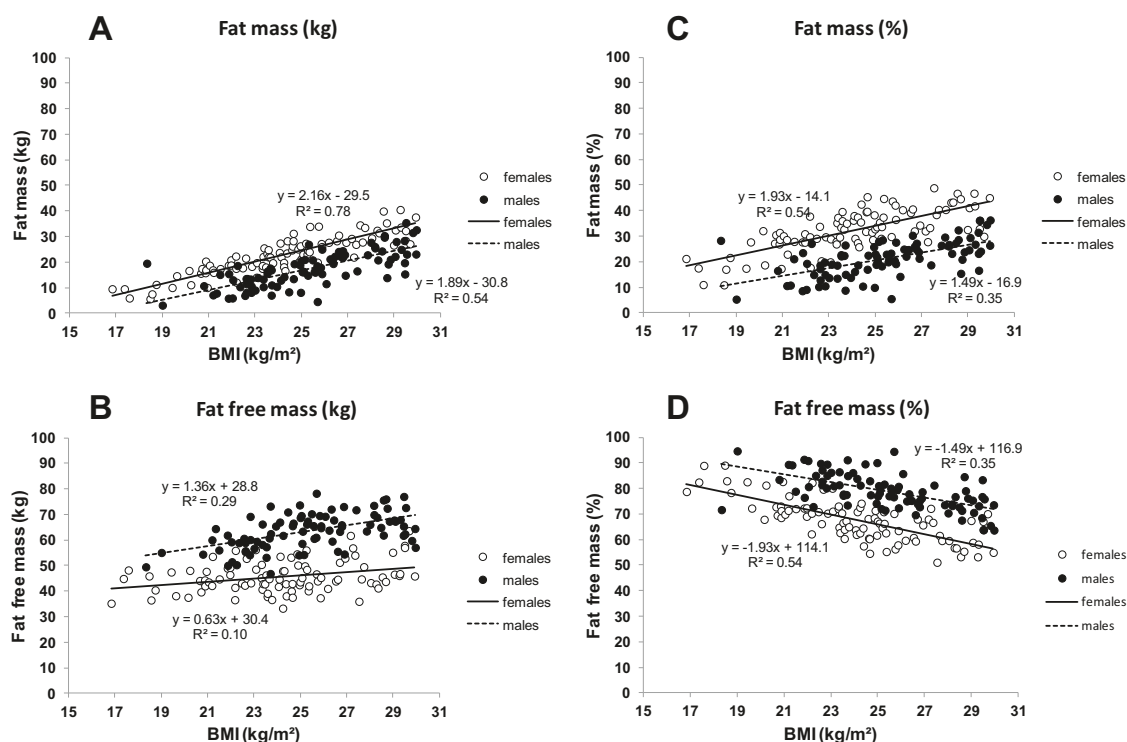 A
Fat mass (kg)
100
90
80
70
60
50
40
30
20
10
0
Fat mass (kg)
y = 2.16x - 29.5
R² = 0.78
y = 1.89x - 30.8
R² = 0.54
females
males
females
males
15 17 19 21 23 25 27 29 31
BMI (kg/m²)
C
Fat mass (%)
100
90
80
70
60
50
40
30
20
10
0
Fat mass (%)
y = 1.93x - 14.1
R² = 0.54
y = 1.49x - 16.9
R² = 0.35
females
males
females
males
15 17 19 21 23 25 27 29 31
BMI (kg/m²)
B
Fat free mass (kg)
100
90
80
70
60
50
40
30
20
10
0
Fat free mass (kg)
y = 1.36x + 28.8
R² = 0.29
y = 0.63x + 30.4
R² = 0.10
females
males
females
males
15 17 19 21 23 25 27 29 31
BMI (kg/m²)
D
Fat free mass (%)
100
90
80
70
60
50
40
30
20
10
0
Fat free mass (%)
y = -1.49x + 116.9
R² = 0.35
y = -1.93x + 114.1
R² = 0.54
females
males
females
males
15 17 19 21 23 25 27 29 31
BMI (kg/m²)